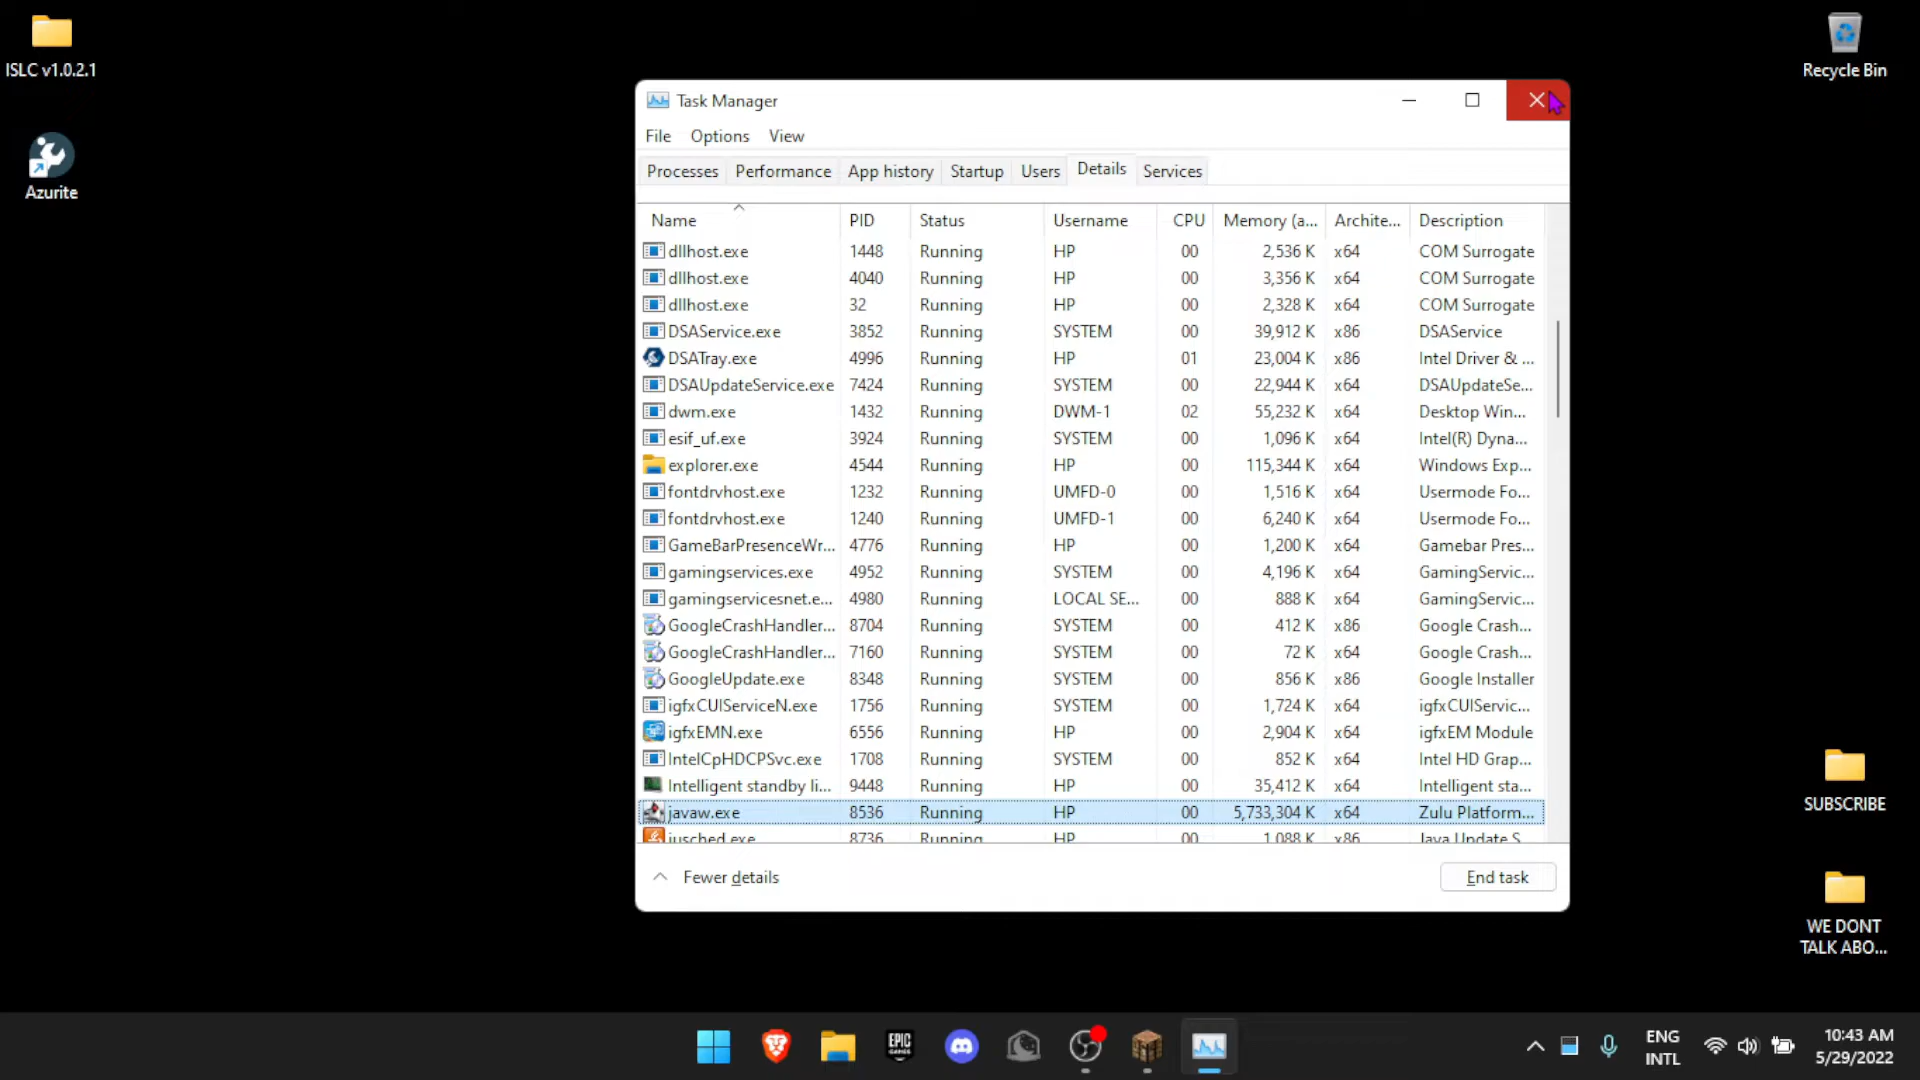 ISLC v1.0.2.1
Azurite
Recycle Bin
Task Manager
File Options View
Processes Performance App history Startup Users Details Services
Name PID Status Username CPU Memory (a... Archite... Description
dllhost.exe 1448 Running HP 00 2,536 K x64 COM Surrogate
dllhost.exe 4040 Running HP 00 3,356 K x64 COM Surrogate
dllhost.exe 32 Running HP 00 2,328 K x64 COM Surrogate
DSAService.exe 3852 Running SYSTEM 00 39,912 K x86 DSAService
DSATray.exe 4996 Running HP 01 23,004 K x86 Intel Driver & ...
DSAUpdateService.exe 7424 Running SYSTEM 00 22,944 K x64 DSAUpdateSe...
dwm.exe 1432 Running DWM-1 02 55,232 K x64 Desktop Win...
esif_uf.exe 3924 Running SYSTEM 00 1,096 K x64 Intel(R) Dyna...
explorer.exe 4544 Running HP 00 115,344 K x64 Windows Exp...
fontdrvhost.exe 1232 Running UMFD-0 00 1,516 K x64 Usermode Fo...
fontdrvhost.exe 1240 Running UMFD-1 00 6,240 K x64 Usermode Fo...
GameBarPresenceWr... 4776 Running HP 00 1,200 K x64 Gamebar Pres...
gamingservices.exe 4952 Running SYSTEM 00 4,196 K x64 GamingServic...
gamingservicesnet.e... 4980 Running LOCAL SE... 00 888 K x64 GamingServic...
GoogleCrashHandler... 8704 Running SYSTEM 00 412 K x86 Google Crash...
GoogleCrashHandler... 7160 Running SYSTEM 00 72 K x64 Google Crash...
GoogleUpdate.exe 8348 Running SYSTEM 00 856 K x86 Google Installer
igfxCUIServiceN.exe 1756 Running SYSTEM 00 1,724 K x64 igfxCUIServic...
igfxEMN.exe 6556 Running HP 00 2,904 K x64 igfxEM Module
IntelCpHDCPSvc.exe 1708 Running SYSTEM 00 852 K x64 Intel HD Grap...
Intelligent standby li... 9448 Running HP 00 35,412 K x64 Intelligent sta...
javaw.exe 8536 Running HP 00 5,733,304 K x64 Zulu Platform...
jusched.exe 8736 Running HP 00 1,088 K x86 Java Update S...
Fewer details End task
SUBSCRIBE
WE DONT
TALK ABO...
EPIC
GAMES
ENG
INTL
10:43 AM
5/29/2022